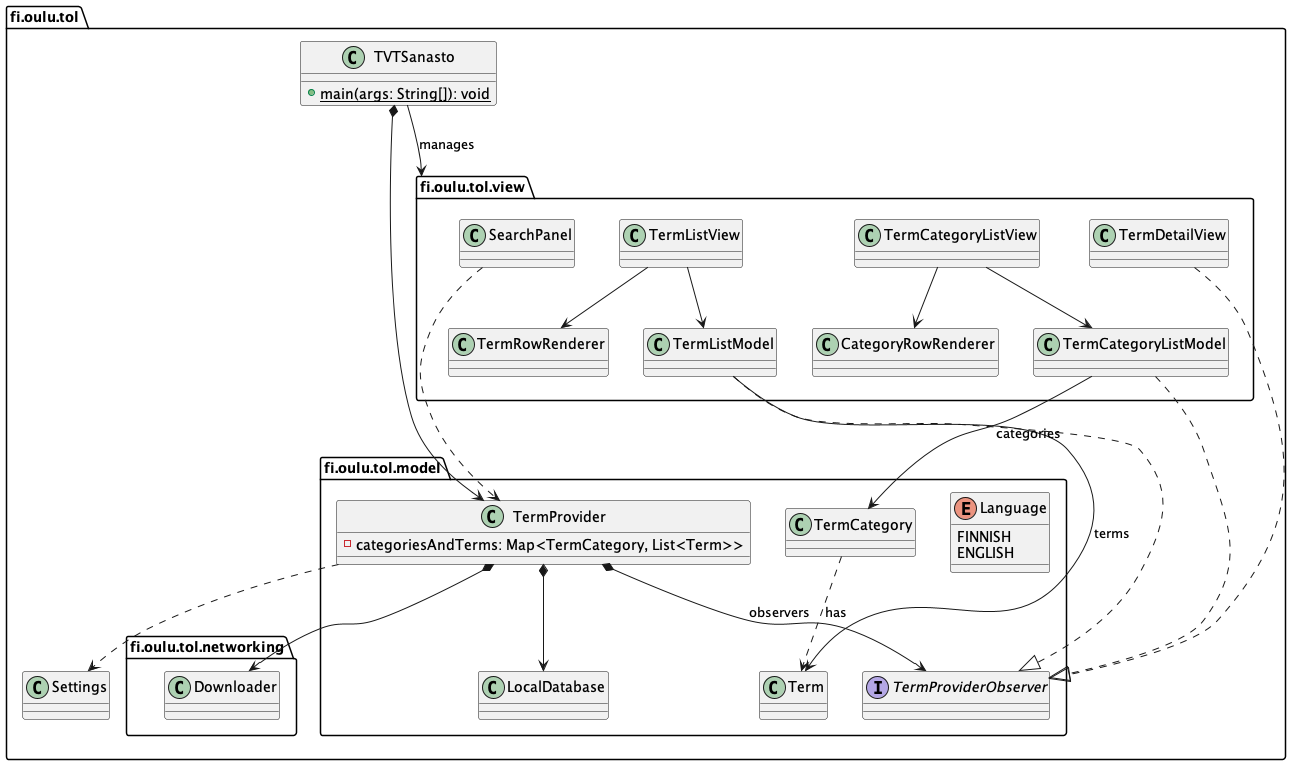 fi.oulu.tol
C TVTSanasto
main(args: String[]): void
manages
fi.oulu.tol.view
C SearchPanel
C TermListView
C TermCategoryListView
C TermDetailView
C TermRowRenderer
C TermListModel
C CategoryRowRenderer
C TermCategoryListModel
categories
fi.oulu.tol.model
C TermProvider
categoriesAndTerms: Map<TermCategory, List<Term>>
C TermCategory
E Language
FINNISH
ENGLISH
terms
observers
has
fi.oulu.tol.networking
C Settings
C Downloader
C LocalDatabase
C Term
I TermProviderObserver